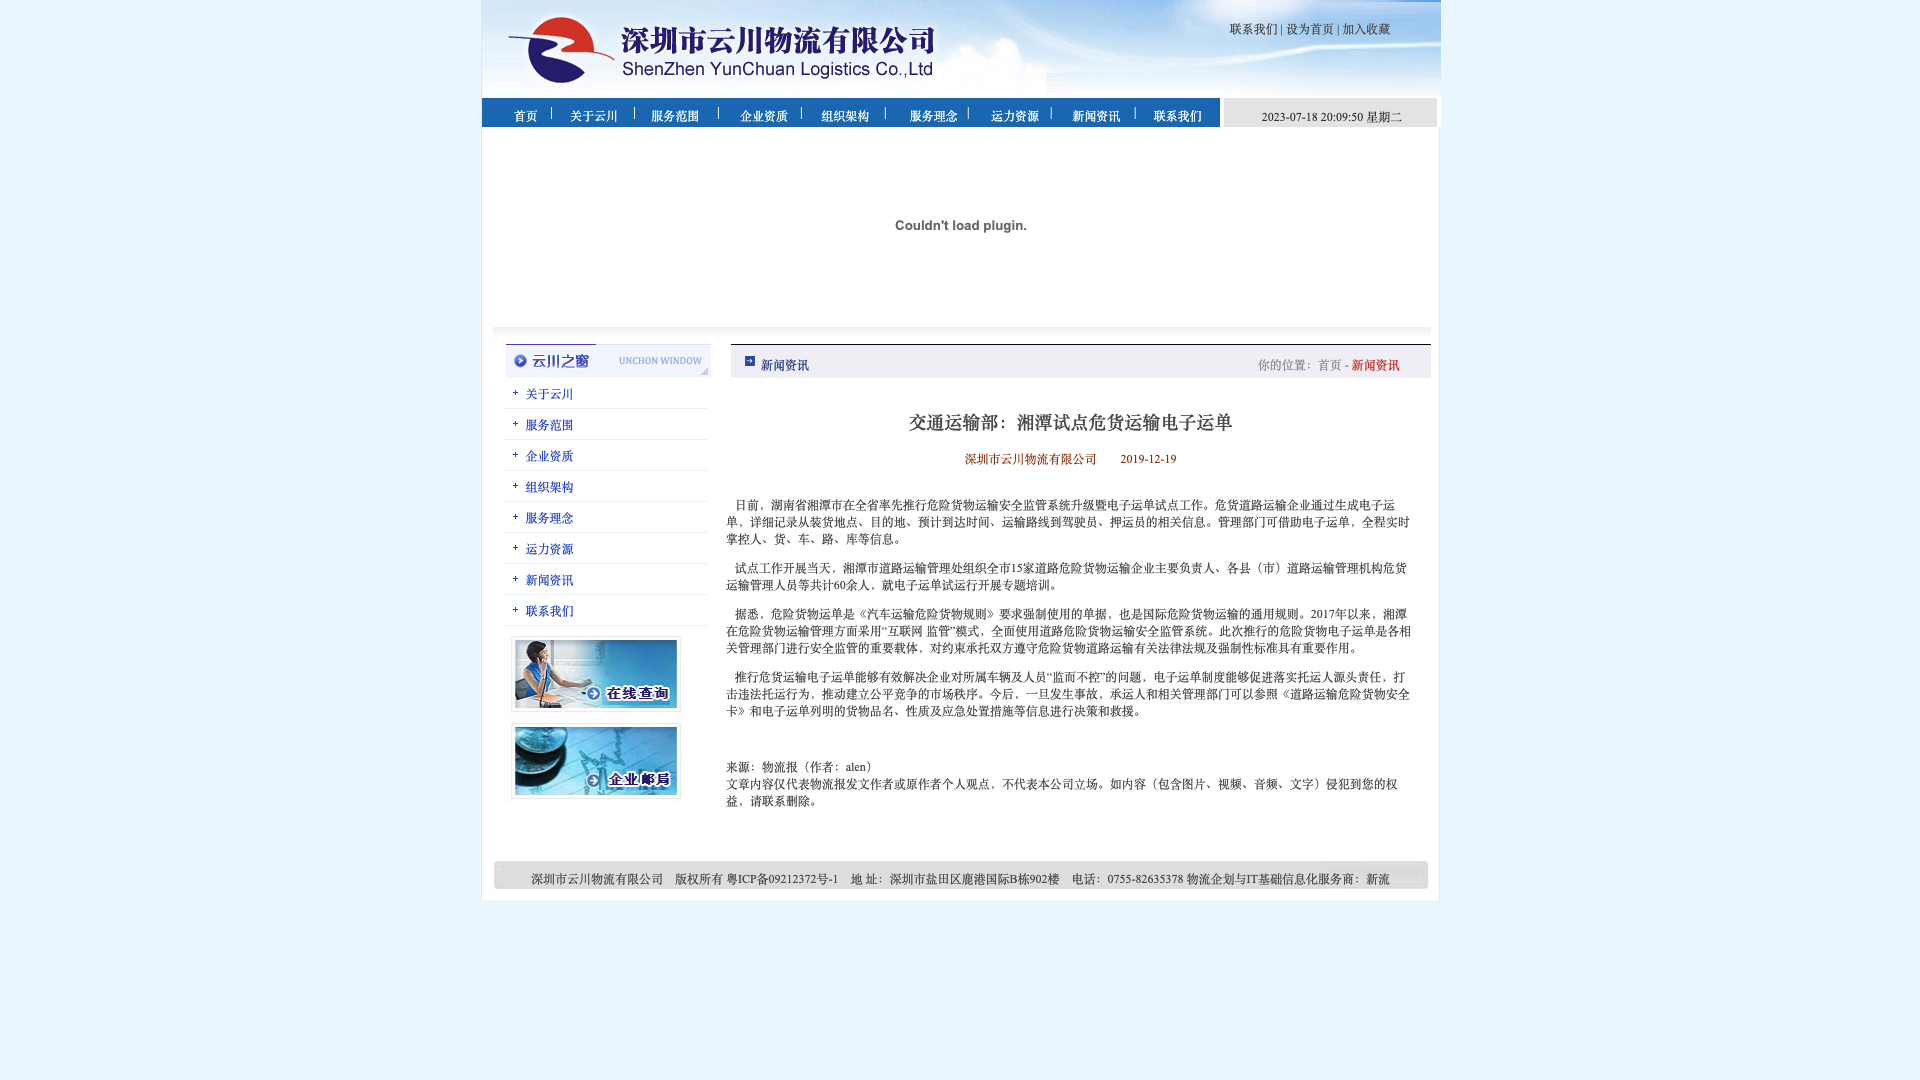 深圳市云川物流有限公司
ShenZhen YunChuan Logistics Co.,Ltd
联系我们 | 设为首页 | 加入收藏
首页 关于云川 服务范围 企业资质 组织架构 服务理念 运力资源 新闻资讯 联系我们
2023-07-18 20:09:50 星期二
Couldn't load plugin.
云川之窗 UNCHON WINDOW
关于云川
服务范围
企业资质
组织架构
服务理念
运力资源
新闻资讯
联系我们
在线查询
企业邮局
新闻资讯
你的位置：首页 - 新闻资讯
交通运输部：湘潭试点危货运输电子运单
深圳市云川物流有限公司 2019-12-19
日前，湖南省湘潭市在全省率先推行危险货物运输安全监管系统升级暨电子运单试点工作。危货道路运输企业通过生成电子运
单，详细记录从装货地点、目的地、预计到达时间、运输路线到驾驶员、押运员的相关信息。管理部门可借助电子运单，全程实时
掌控人、货、车、路、库等信息。
试点工作开展当天，湘潭市道路运输管理处组织全市15家道路危险货物运输企业主要负责人、各县（市）道路运输管理机构危货
运输管理人员等共计60余人，就电子运单试运行开展专题培训。
据悉，危险货物运单是《汽车运输危险货物规则》要求强制使用的单据，也是国际危险货物运输的通用规则。2017年以来，湘潭
在危险货物运输管理方面采用“互联网 监管”模式，全面使用道路危险货物运输安全监管系统。此次推行的危险货物电子运单是各相
关管理部门进行安全监管的重要载体，对约束承托双方遵守危险货物道路运输有关法律法规及强制性标准具有重要作用。
推行危货运输电子运单能够有效解决企业对所属车辆及人员“监而不控”的问题，电子运单制度能够促进落实托运人源头责任，打
击违法托运行为，推动建立公平竞争的市场秩序。今后，一旦发生事故，承运人和相关管理部门可以参照《道路运输危险货物安全
卡》和电子运单列明的货物品名、性质及应急处置措施等信息进行决策和救援。
来源：物流报（作者：alen）
文章内容仅代表物流报发文作者或原作者个人观点，不代表本公司立场。如内容（包含图片、视频、音频、文字）侵犯到您的权
益，请联系删除。
深圳市云川物流有限公司 版权所有 粤ICP备09212372号-1 地 址：深圳市盐田区鹿港国际B栋902楼 电话：0755-82635378 物流企划与IT基础信息化服务商：新流